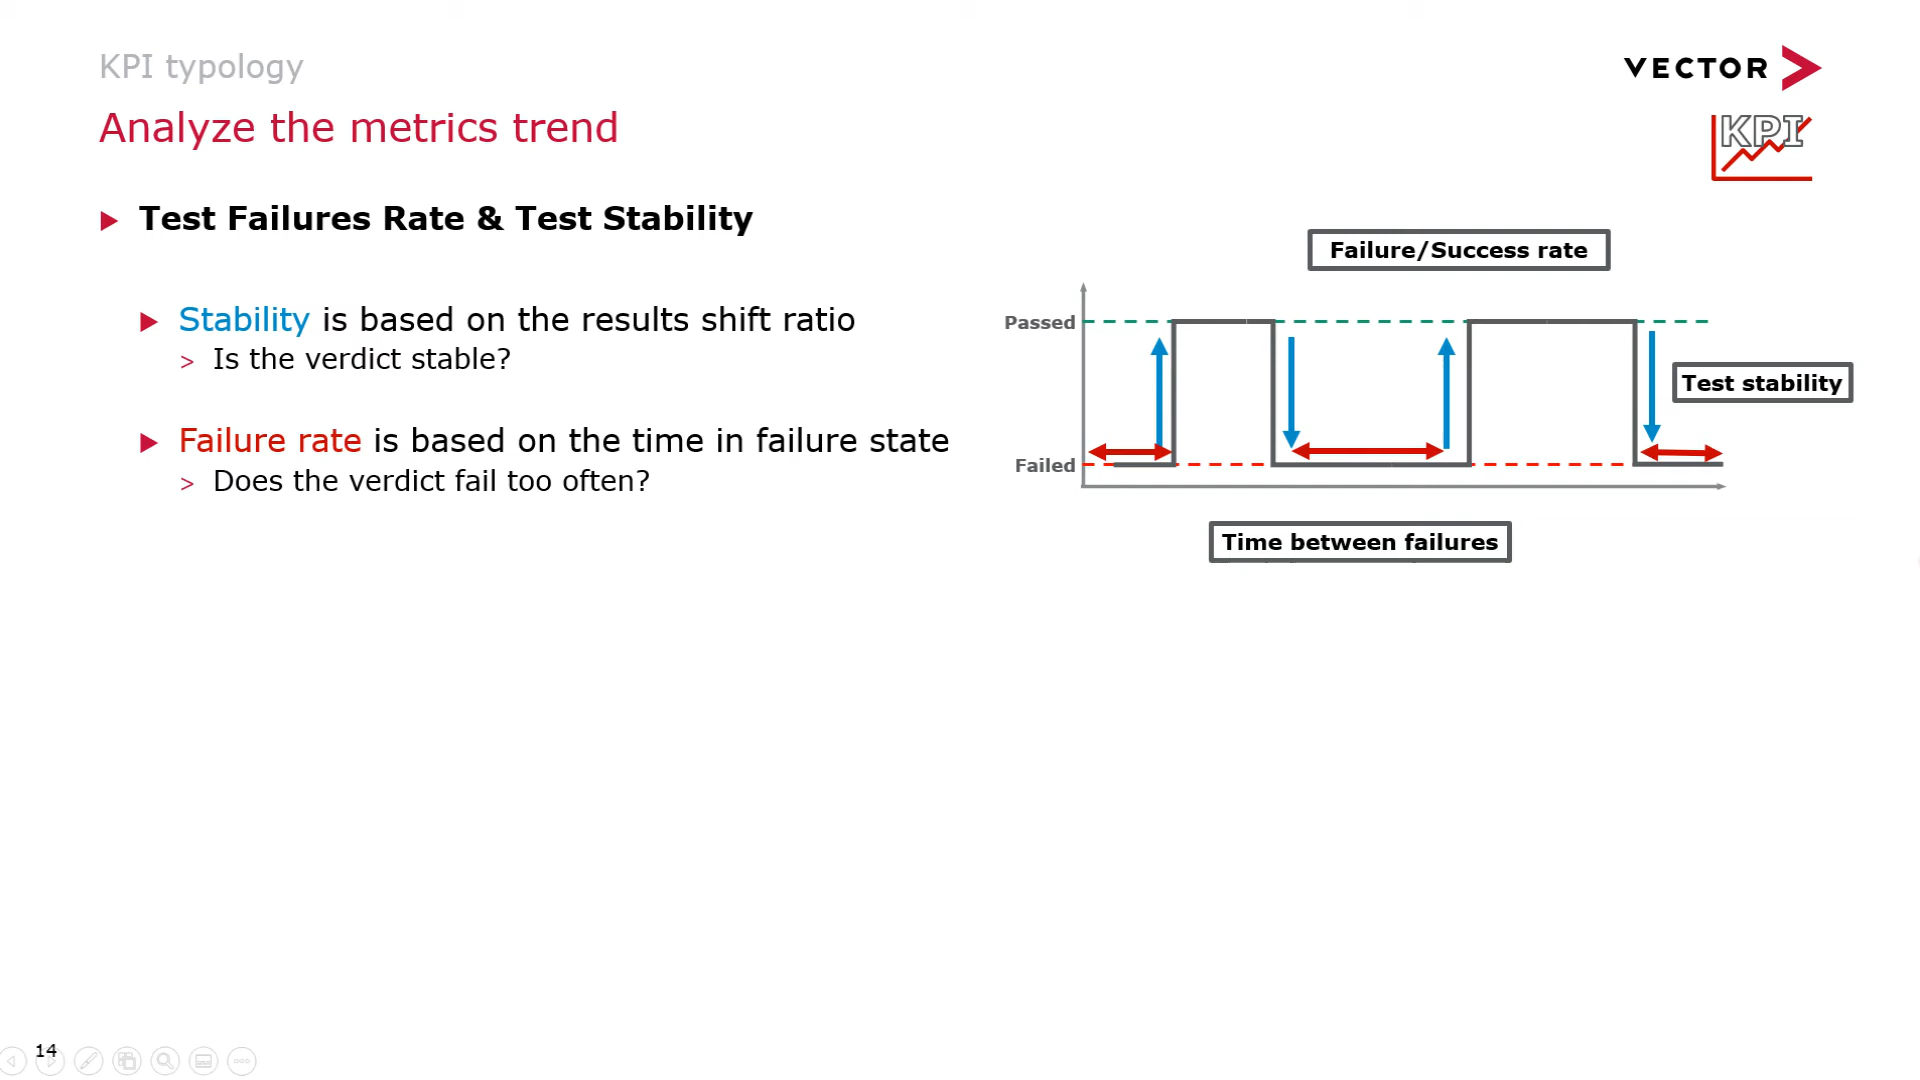 KPI typology
VECTOR
Analyze the metrics trend
KPI
Test Failures Rate & Test Stability
Failure/Success rate
Stability is based on the results shift ratio
Passed
> Is the verdict stable?
Test stability
Failure rate is based on the time in failure state
Failed
> Does the verdict fail too often?
Time between failures
14